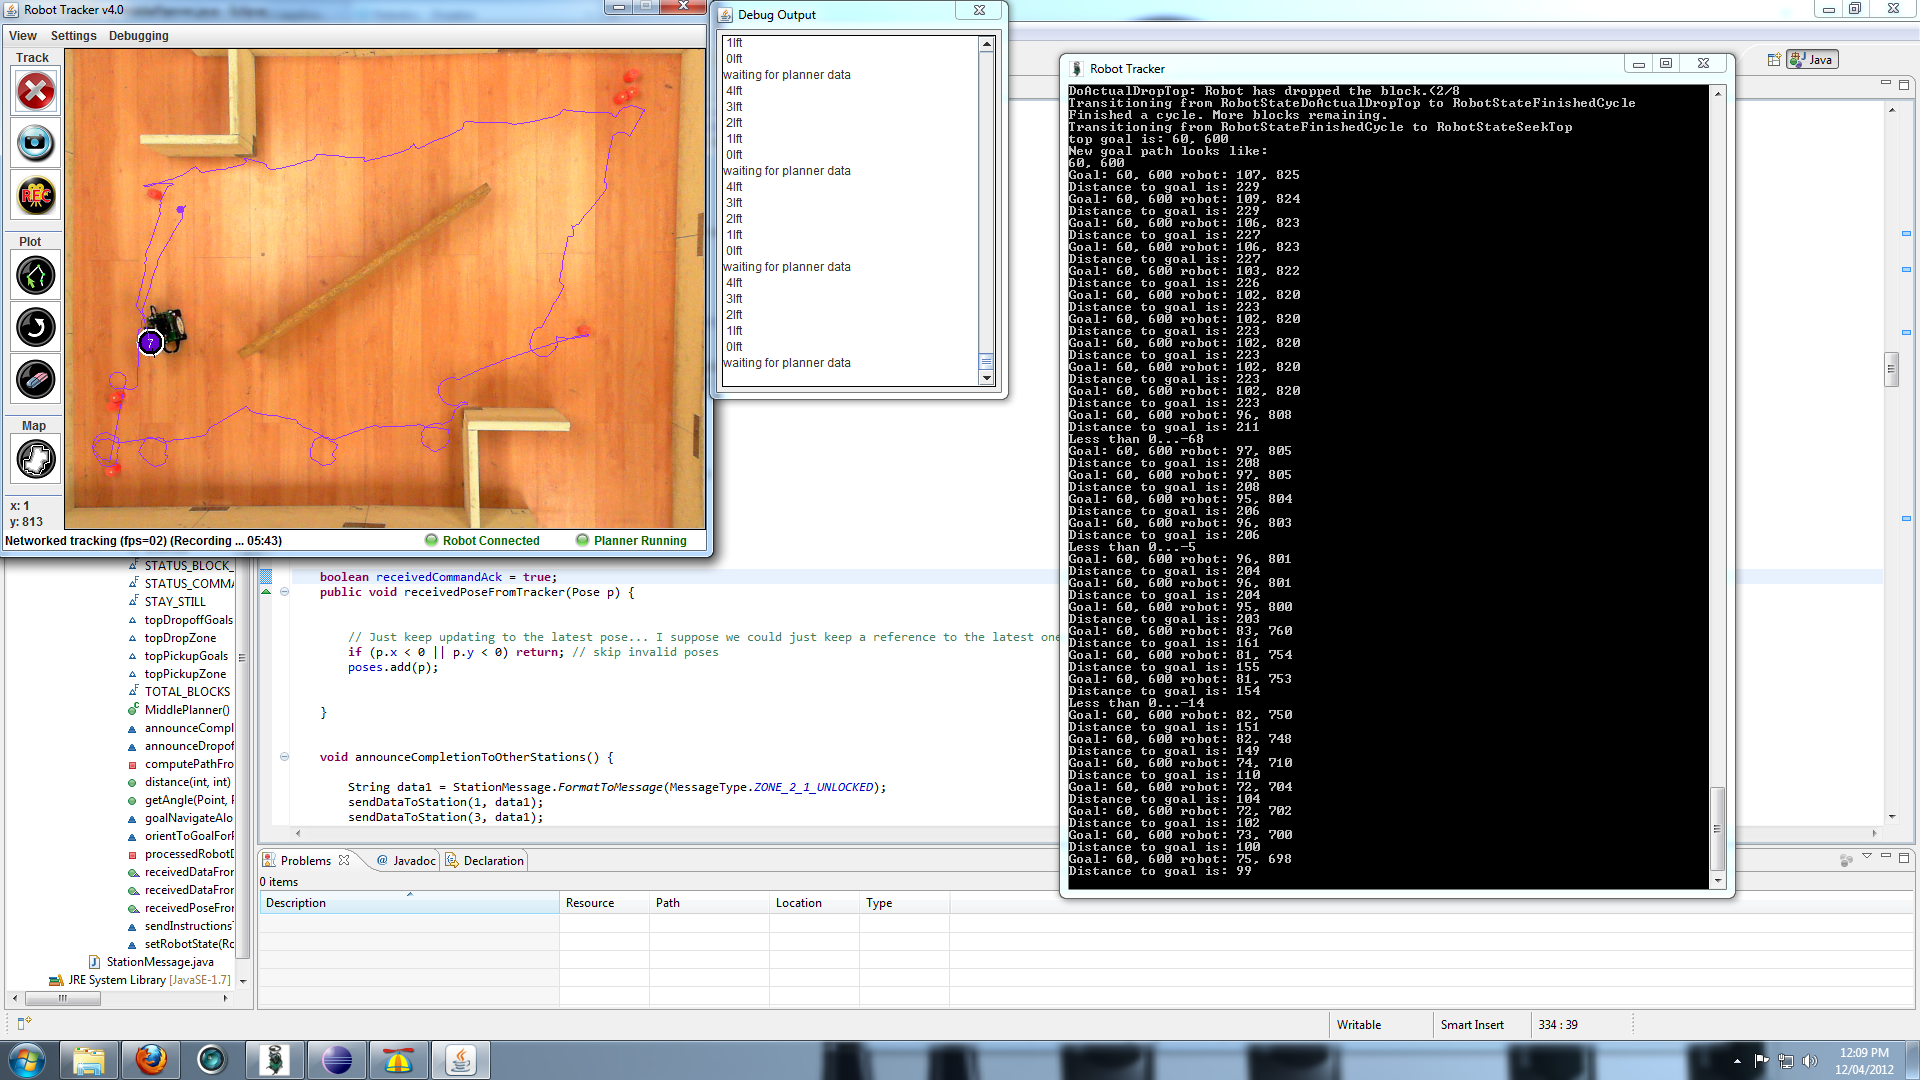 Robot Tracker v4.0
View Settings Debugging
Track
REC
Plot
Map
x: 1
y: 813
7
Networked tracking (fps=02) (Recording ... 05:43)
Robot Connected
Planner Running
Debug Output
1lft
0lft
waiting for planner data
4lft
3lft
2lft
1lft
0lft
waiting for planner data
4lft
3lft
2lft
1lft
0lft
waiting for planner data
4lft
3lft
2lft
1lft
0lft
waiting for planner data
Robot Tracker
DoActualDropTop: Robot has dropped the block.(2/8
Transitioning from RobotStateDoActualDropTop to RobotStateFinishedCycle
Finished a cycle. More blocks remaining.
Transitioning from RobotStateFinishedCycle to RobotStateSeekTop
top goal is: 60, 600
New goal path looks like:
60, 600
Goal: 60, 600 robot: 107, 825
Distance to goal is: 229
Goal: 60, 600 robot: 109, 824
Distance to goal is: 229
Goal: 60, 600 robot: 106, 823
Distance to goal is: 227
Goal: 60, 600 robot: 106, 823
Distance to goal is: 227
Goal: 60, 600 robot: 103, 822
Distance to goal is: 226
Goal: 60, 600 robot: 102, 820
Distance to goal is: 223
Goal: 60, 600 robot: 102, 820
Distance to goal is: 223
Goal: 60, 600 robot: 102, 820
Distance to goal is: 223
Goal: 60, 600 robot: 102, 820
Distance to goal is: 223
Goal: 60, 600 robot: 102, 820
Distance to goal is: 223
Goal: 60, 600 robot: 96, 808
Distance to goal is: 211
Less than 0...-68
Goal: 60, 600 robot: 97, 805
Distance to goal is: 208
Goal: 60, 600 robot: 97, 805
Distance to goal is: 208
Goal: 60, 600 robot: 95, 804
Distance to goal is: 206
Goal: 60, 600 robot: 96, 803
Distance to goal is: 206
Less than 0...-5
Goal: 60, 600 robot: 96, 801
Distance to goal is: 204
Goal: 60, 600 robot: 96, 801
Distance to goal is: 204
Goal: 60, 600 robot: 95, 800
Distance to goal is: 203
Goal: 60, 600 robot: 83, 760
Distance to goal is: 161
Goal: 60, 600 robot: 81, 754
Distance to goal is: 155
Goal: 60, 600 robot: 81, 753
Distance to goal is: 154
Less than 0...-14
Goal: 60, 600 robot: 82, 750
Distance to goal is: 151
Goal: 60, 600 robot: 82, 748
Distance to goal is: 149
Goal: 60, 600 robot: 74, 710
Distance to goal is: 110
Goal: 60, 600 robot: 72, 704
Distance to goal is: 104
Goal: 60, 600 robot: 72, 702
Distance to goal is: 102
Goal: 60, 600 robot: 73, 700
Distance to goal is: 100
Goal: 60, 600 robot: 75, 698
Distance to goal is: 99
Java
STATUS_BLOCK_
STATUS_COMMA
STAY_STILL
topDropoffGoals
topDropZone
topPickupGoals
topPickupZone
TOTAL_BLOCKS
MiddlePlanner()
announceCompl
announceDropof
computePathFro
distance(int, int)
getAngle(Point, P
goalNavigateAlo
orientToGoalForP
processedRobotD
receivedDataFror
receivedDataFror
receivedPoseFror
sendInstructions
setRobotState(Ro
StationMessage.java
JRE System Library [JavaSE-1.7]
boolean receivedCommandAck = true;
public void receivedPoseFromTracker(Pose p) {
// Just keep updating to the latest pose... I suppose we could just keep a reference to the latest one
if (p.x < 0 || p.y < 0) return; // skip invalid poses
poses.add(p);
}
void announceCompletionToOtherStations() {
String data1 = StationMessage.FormatToMessage(MessageType.ZONE_2_1_UNLOCKED);
sendDataToStation(1, data1);
sendDataToStation(3, data1);
Problems @ Javadoc Declaration
0 items
Description Resource Path Location Type
Writable Smart Insert 334 : 39
12:09 PM
12/04/2012